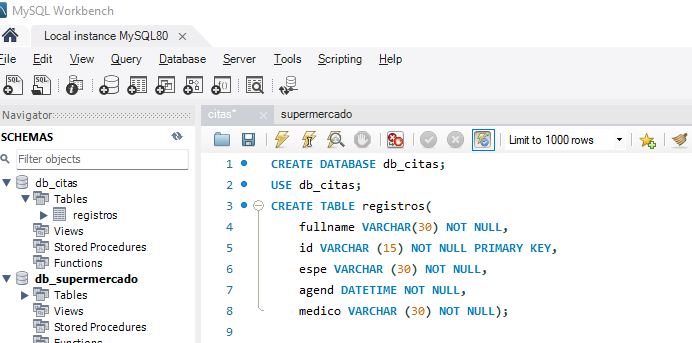 MySQL Workbench
Local instance MySQL80
File Edit View Query Database Server Tools Scripting Help
Navigator
SCHEMAS
Filter objects
db_citas
Tables
registros
Views
Stored Procedures
Functions
db_supermercado
Tables
Views
Stored Procedures
Functions
citas* supermercado
Limit to 1000 rows
1 CREATE DATABASE db_citas;
2 USE db_citas;
3 CREATE TABLE registros(
4 fullname VARCHAR(30) NOT NULL,
5 id VARCHAR (15) NOT NULL PRIMARY KEY,
6 espe VARCHAR (30) NOT NULL,
7 agend DATETIME NOT NULL,
8 medico VARCHAR (30) NOT NULL);
9